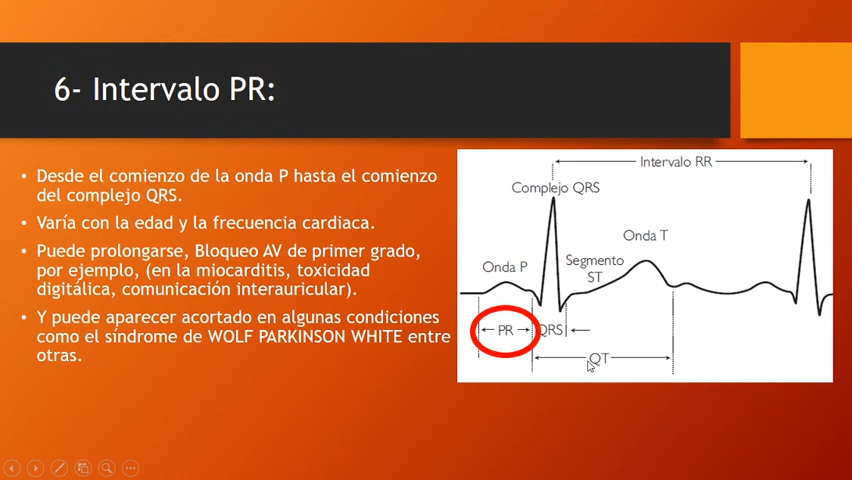 6- Intervalo PR:
• Desde el comienzo de la onda P hasta el comienzo
del complejo QRS.
• Varía con la edad y la frecuencia cardiaca.
• Puede prolongarse, Bloqueo AV de primer grado,
por ejemplo, (en la miocarditis, toxicidad
digitálica, comunicación interauricular).
• Y puede aparecer acortado en algunas condiciones
como el síndrome de WOLF PARKINSON WHITE entre
otras.
Intervalo RR
Complejo QRS
Onda T
Onda P
Segmento
ST
PR
QRS
QT